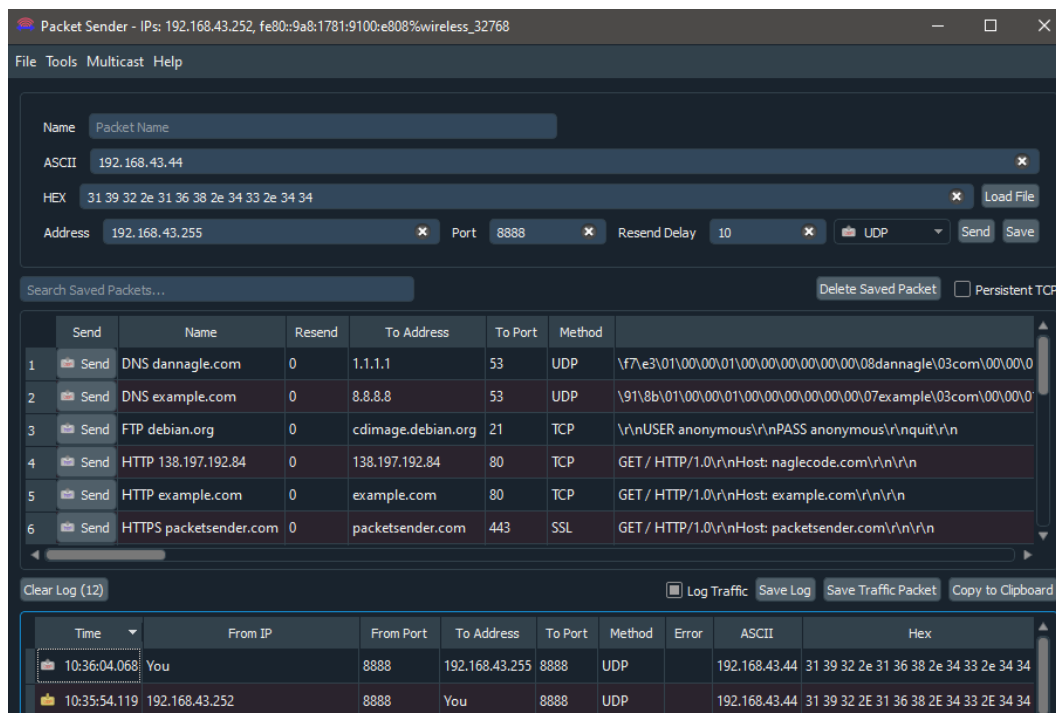 Packet Sender - IPs: 192.168.43.252, fe80::9a8:1781:9100:e808%wireless_32768
File Tools Multicast Help
Name Packet Name
ASCII 192.168.43.44
HEX 31 39 32 2e 31 36 38 2e 34 33 2e 34 34 Load File
Address 192.168.43.255 Port 8888 Resend Delay 10 UDP Send Save
Search Saved Packets... Delete Saved Packet Persistent TCP
Send Name Resend To Address To Port Method
1 Send DNS dannagle.com 0 1.1.1.1 53 UDP \f7\e3\01\00\00\01\00\00\00\00\00\00\08dannagle\03com\00\00\0
2 Send DNS example.com 0 8.8.8.8 53 UDP \91\8b\01\00\00\01\00\00\00\00\00\00\07example\03com\00\00\0
3 Send FTP debian.org 0 cdimage.debian.org 21 TCP \r\nUSER anonymous\r\nPASS anonymous\r\nquit\r\n
4 Send HTTP 138.197.192.84 0 138.197.192.84 80 TCP GET / HTTP/1.0\r\nHost: naglecode.com\r\n\r\n
5 Send HTTP example.com 0 example.com 80 TCP GET / HTTP/1.0\r\nHost: example.com\r\n\r\n
6 Send HTTPS packetsender.com 0 packetsender.com 443 SSL GET / HTTP/1.0\r\nHost: packetsender.com\r\n\r\n
Clear Log (12) Log Traffic Save Log Save Traffic Packet Copy to Clipboard
Time From IP From Port To Address To Port Method Error ASCII Hex
10:36:04.068 You 8888 192.168.43.255 8888 UDP 192.168.43.44 31 39 32 2e 31 36 38 2e 34 33 2e 34 34
10:35:54.119 192.168.43.252 8888 You 8888 UDP 192.168.43.44 31 39 32 2E 31 36 38 2E 34 33 2E 34 34